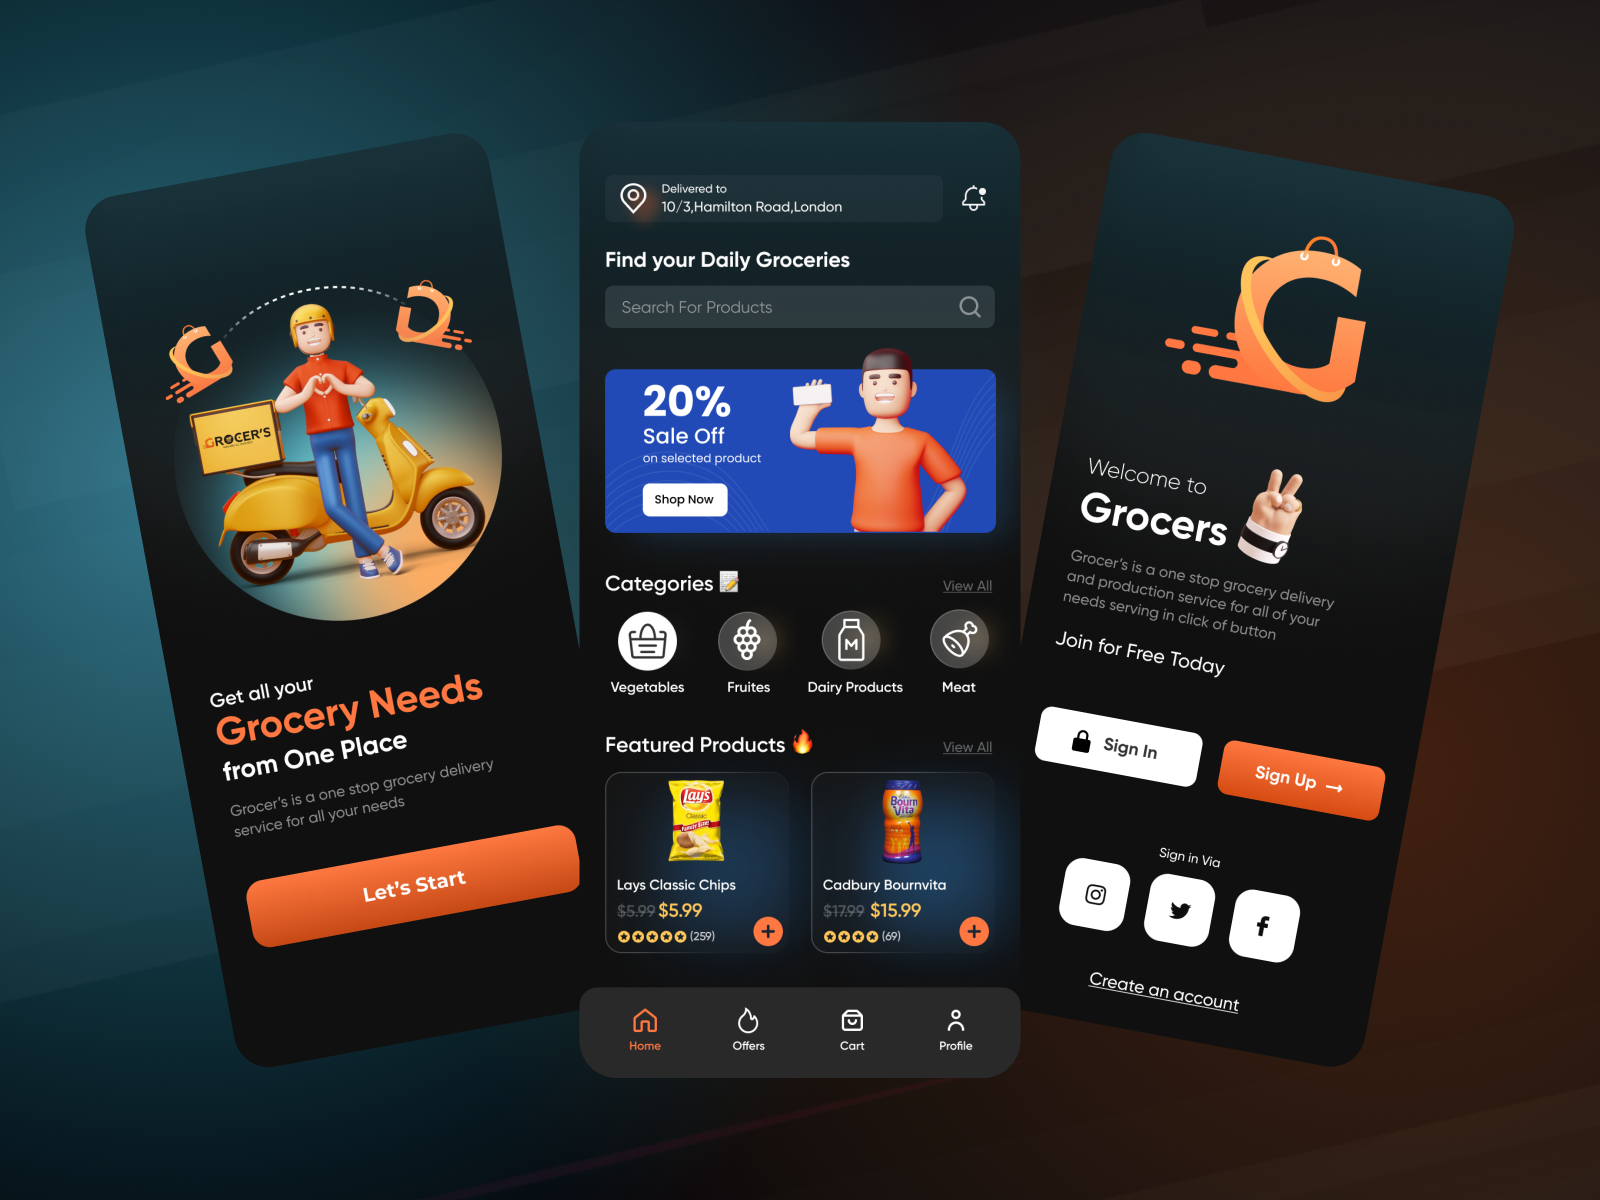 GROCER'S
Get all your
Grocery Needs
from One Place
Grocer's is a one stop grocery delivery
service for all your needs
Let's Start
Delivered to
10/3,Hamilton Road,London
Find your Daily Groceries
Search For Products
20%
Sale Off
on selected product
Shop Now
Categories
View All
Vegetables
Fruites
Dairy Products
Meat
M
Featured Products
View All
Lay's
Classic
Lays Classic Chips
$5.99 $5.99
(259)
Bourn
Vita
Cadbury Bournvita
$17.99 $15.99
(69)
Home
Offers
Cart
Profile
G
Welcome to
Grocers
Grocer's is a one stop grocery delivery
and production service for all of your
needs serving in click of button
Join for Free Today
Sign In
Sign Up →
Sign in Via
Create an account